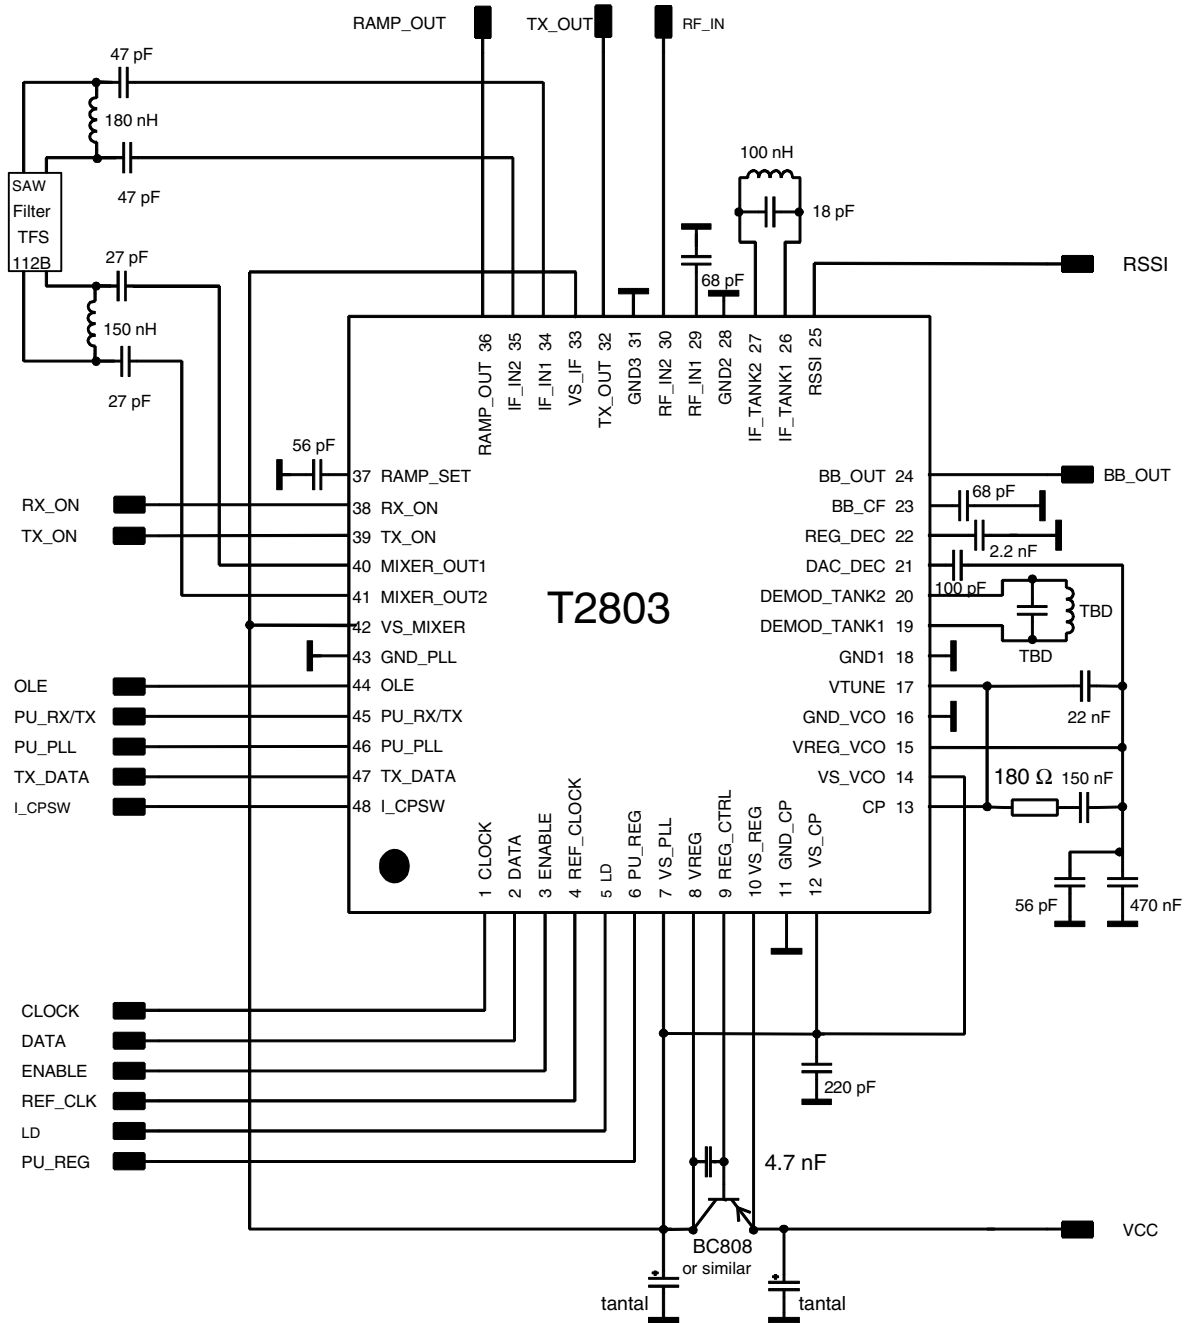 RAMP_OUT
TX_OUT
RF_IN
47 pF
180 nH
47 pF
SAW
Filter
TFS
112B
27 pF
150 nH
27 pF
100 nH
18 pF
68 pF
RSSI
RAMP_OUT 36
IF_IN2 35
IF_IN1 34
VS_IF 33
TX_OUT 32
GND3 31
RF_IN2 30
RF_IN1 29
GND2 28
IF_TANK2 27
IF_TANK1 26
RSSI 25
56 pF
37 RAMP_SET
BB_OUT 24
BB_OUT
RX_ON
38 RX_ON
BB_CF 23
68 pF
TX_ON
39 TX_ON
REG_DEC 22
2.2 nF
40 MIXER_OUT1
DAC_DEC 21
100 pF
41 MIXER_OUT2
T2803
DEMOD_TANK2 20
TBD
42 VS_MIXER
DEMOD_TANK1 19
TBD
43 GND_PLL
GND1 18
OLE
44 OLE
VTUNE 17
22 nF
PU_RX/TX
45 PU_RX/TX
GND_VCO 16
PU_PLL
46 PU_PLL
VREG_VCO 15
TX_DATA
47 TX_DATA
VS_VCO 14
180 Ω
150 nF
I_CPSW
48 I_CPSW
CP 13
1 CLOCK
2 DATA
3 ENABLE
4 REF_CLOCK
5 LD
6 PU_REG
7 VS_PLL
8 VREG
9 REG_CTRL
10 VS_REG
11 GND_CP
12 VS_CP
56 pF
470 nF
CLOCK
DATA
ENABLE
220 pF
REF_CLK
LD
PU_REG
4.7 nF
VCC
BC808
or similar
tantal
tantal